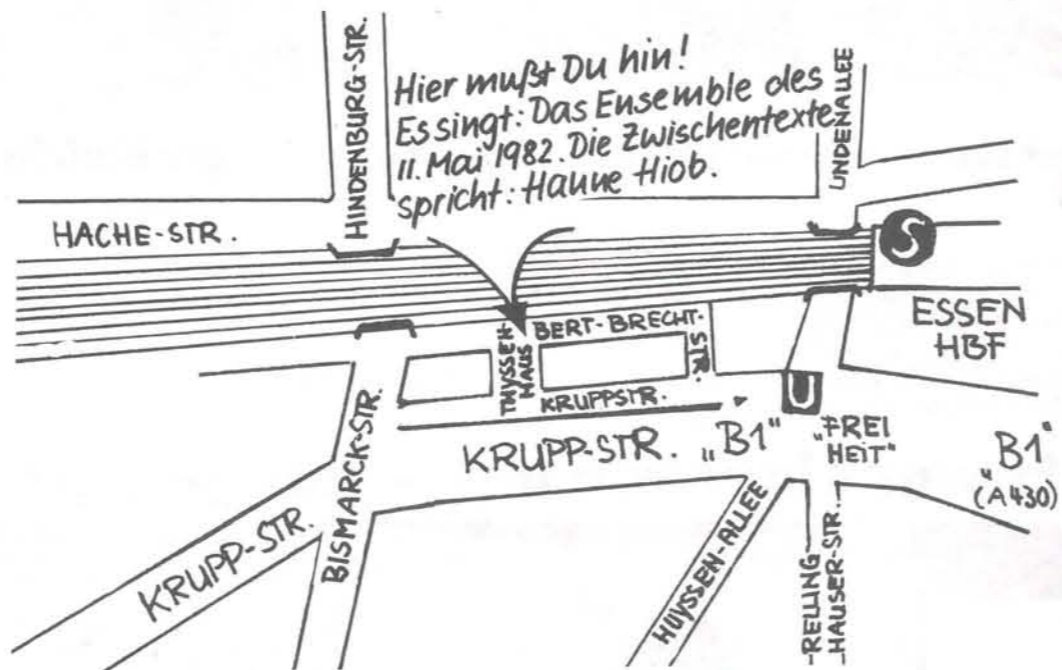 HINDENBURG-STR.
Hier mußt Du hin!
Es singt: Das Ensemble des
11. Mai 1982. Die Zwischentexte
spricht: Hanne Hiob.
LINDENALLEE
HACHE-STR.
S
ESSEN
HBF
THYSSEN
HAUS
BERT-BRECHT-
STR.
KRUPPSTR.
U
"FREI
HEIT"
KRUPP-STR. „B1"
„B1"
(A430)
BISMARCK-STR.
KRUPP-STR.
HUYSSEN-ALLEE
-RELLING
-HAUSER-STR.